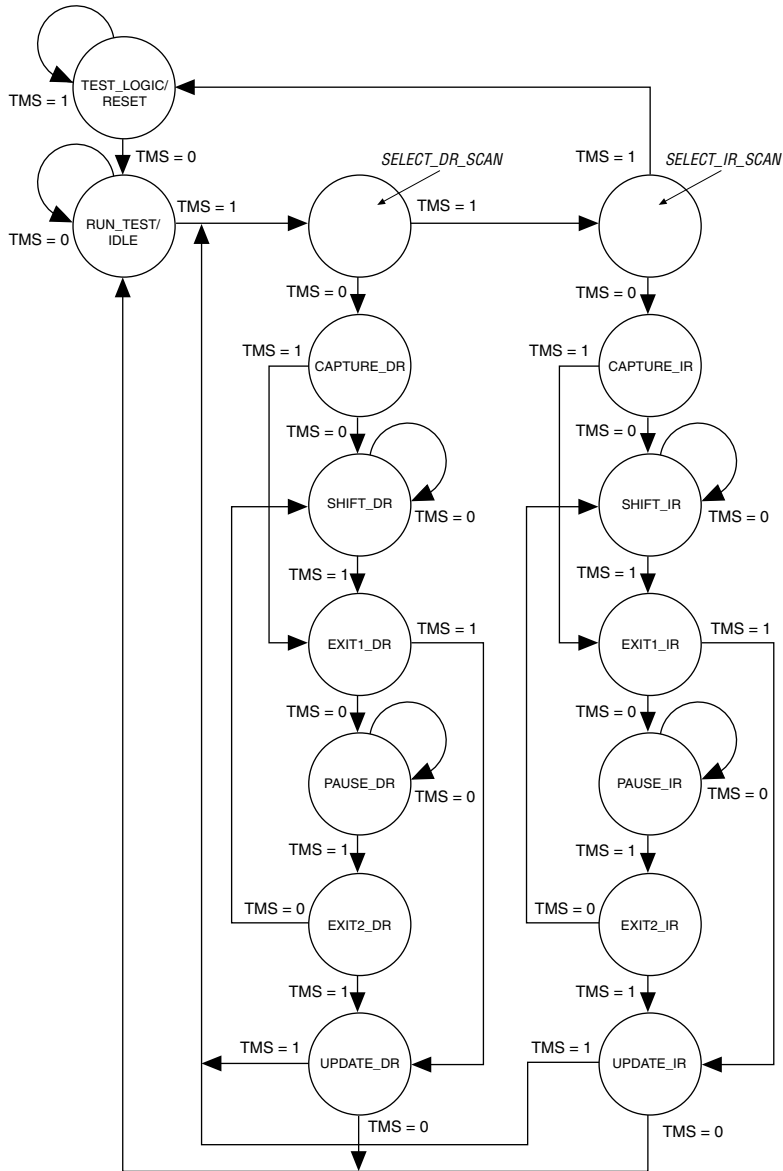 TEST_LOGIC/
RESET
TMS = 1
TMS = 0
SELECT_DR_SCAN
TMS = 1
SELECT_IR_SCAN
RUN_TEST/
IDLE
TMS = 0
TMS = 1
TMS = 1
TMS = 0
TMS = 0
TMS = 1
CAPTURE_DR
TMS = 1
CAPTURE_IR
TMS = 0
TMS = 0
SHIFT_DR
TMS = 0
SHIFT_IR
TMS = 0
TMS = 1
TMS = 1
EXIT1_DR
TMS = 1
EXIT1_IR
TMS = 1
TMS = 0
TMS = 0
PAUSE_DR
TMS = 0
PAUSE_IR
TMS = 0
TMS = 1
TMS = 1
TMS = 0
EXIT2_DR
TMS = 0
EXIT2_IR
TMS = 1
TMS = 1
TMS = 1
UPDATE_DR
TMS = 1
UPDATE_IR
TMS = 0
TMS = 0